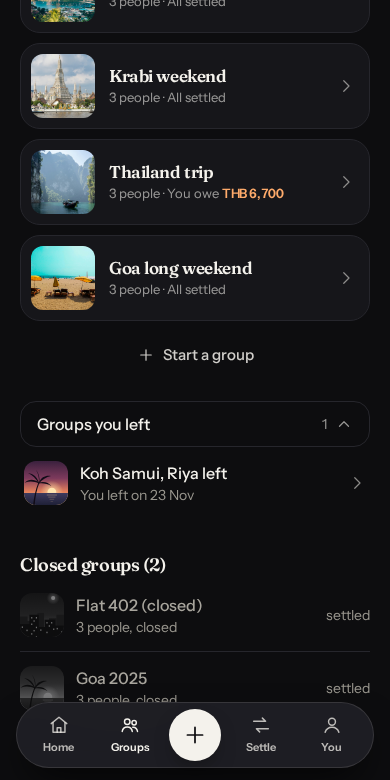 3 people · All settled
Krabi weekend
3 people · All settled
Thailand trip
3 people · You owe THB 6,700
Goa long weekend
3 people · All settled
Start a group
Groups you left 1
Koh Samui, Riya left
You left on 23 Nov
Closed groups (2)
Flat 402 (closed)
3 people, closed
settled
Goa 2025
3 people, closed
settled
Home Groups Settle You